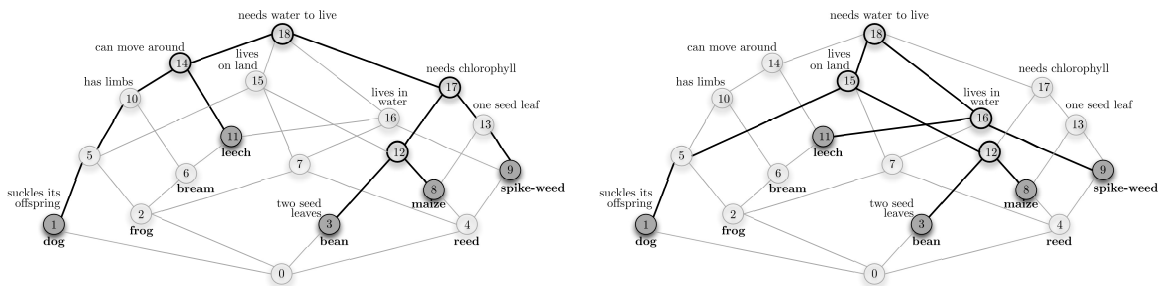 needs water to live
18
can move around
14
lives
on land
15
needs chlorophyll
17
has limbs
10
lives in
water
16
one seed leaf
13
11
leech
5
12
7
6
bream
9
spike-weed
8
maize
suckles its
offspring
1
dog
2
frog
two seed
leaves
3
bean
4
reed
0
needs water to live
18
can move around
14
lives
on land
15
needs chlorophyll
17
has limbs
10
lives in
water
16
one seed leaf
13
11
leech
5
12
7
6
bream
9
spike-weed
8
maize
suckles its
offspring
1
dog
2
frog
two seed
leaves
3
bean
4
reed
0